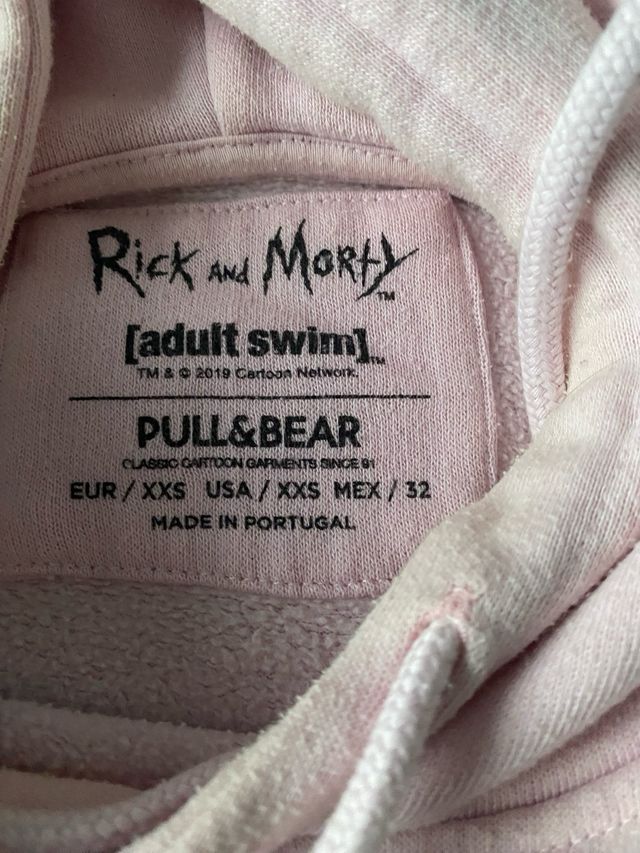 Rick and Morty™
[adult swim]™
TM & © 2019 Cartoon Network.
PULL&BEAR
CLASSIC CARTOON GARMENTS SINCE 91
EUR / XXS USA / XXS MEX / 32
MADE IN PORTUGAL